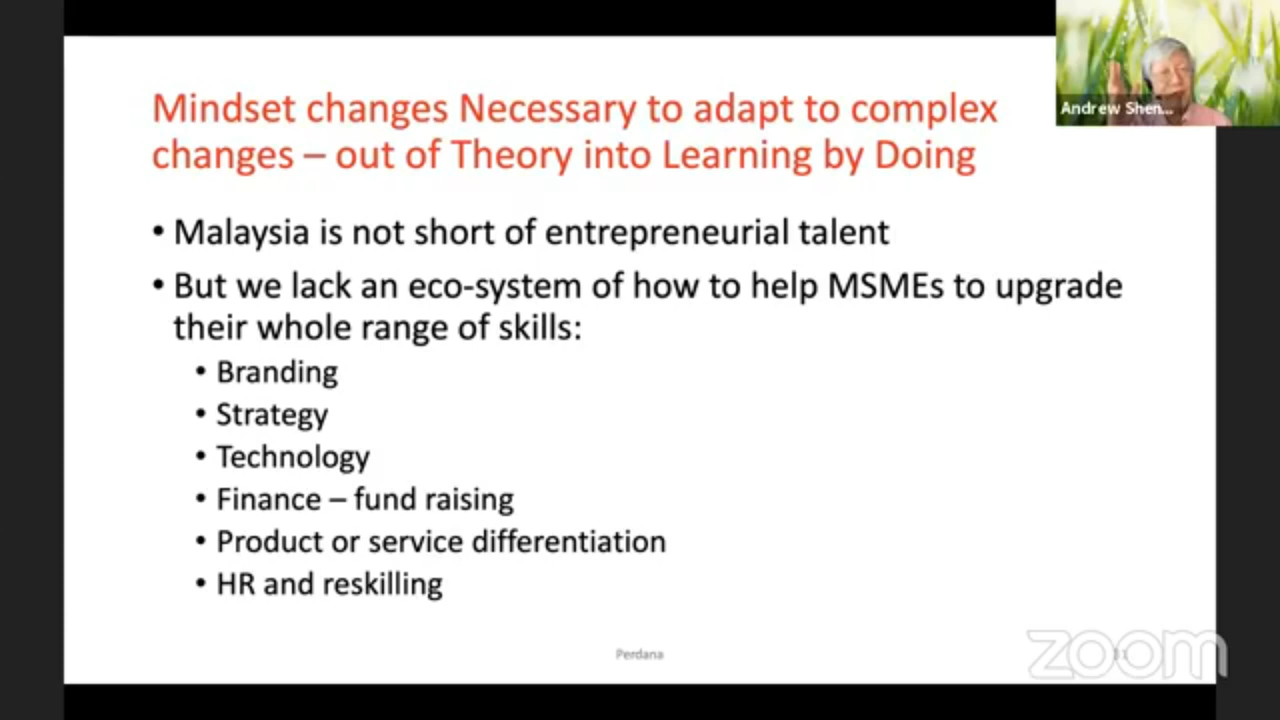 Mindset changes Necessary to adapt to complex
changes – out of Theory into Learning by Doing
Andrew Shen...
• Malaysia is not short of entrepreneurial talent
• But we lack an eco-system of how to help MSMEs to upgrade
their whole range of skills:
• Branding
• Strategy
• Technology
• Finance – fund raising
• Product or service differentiation
• HR and reskilling
Perdana
zoom